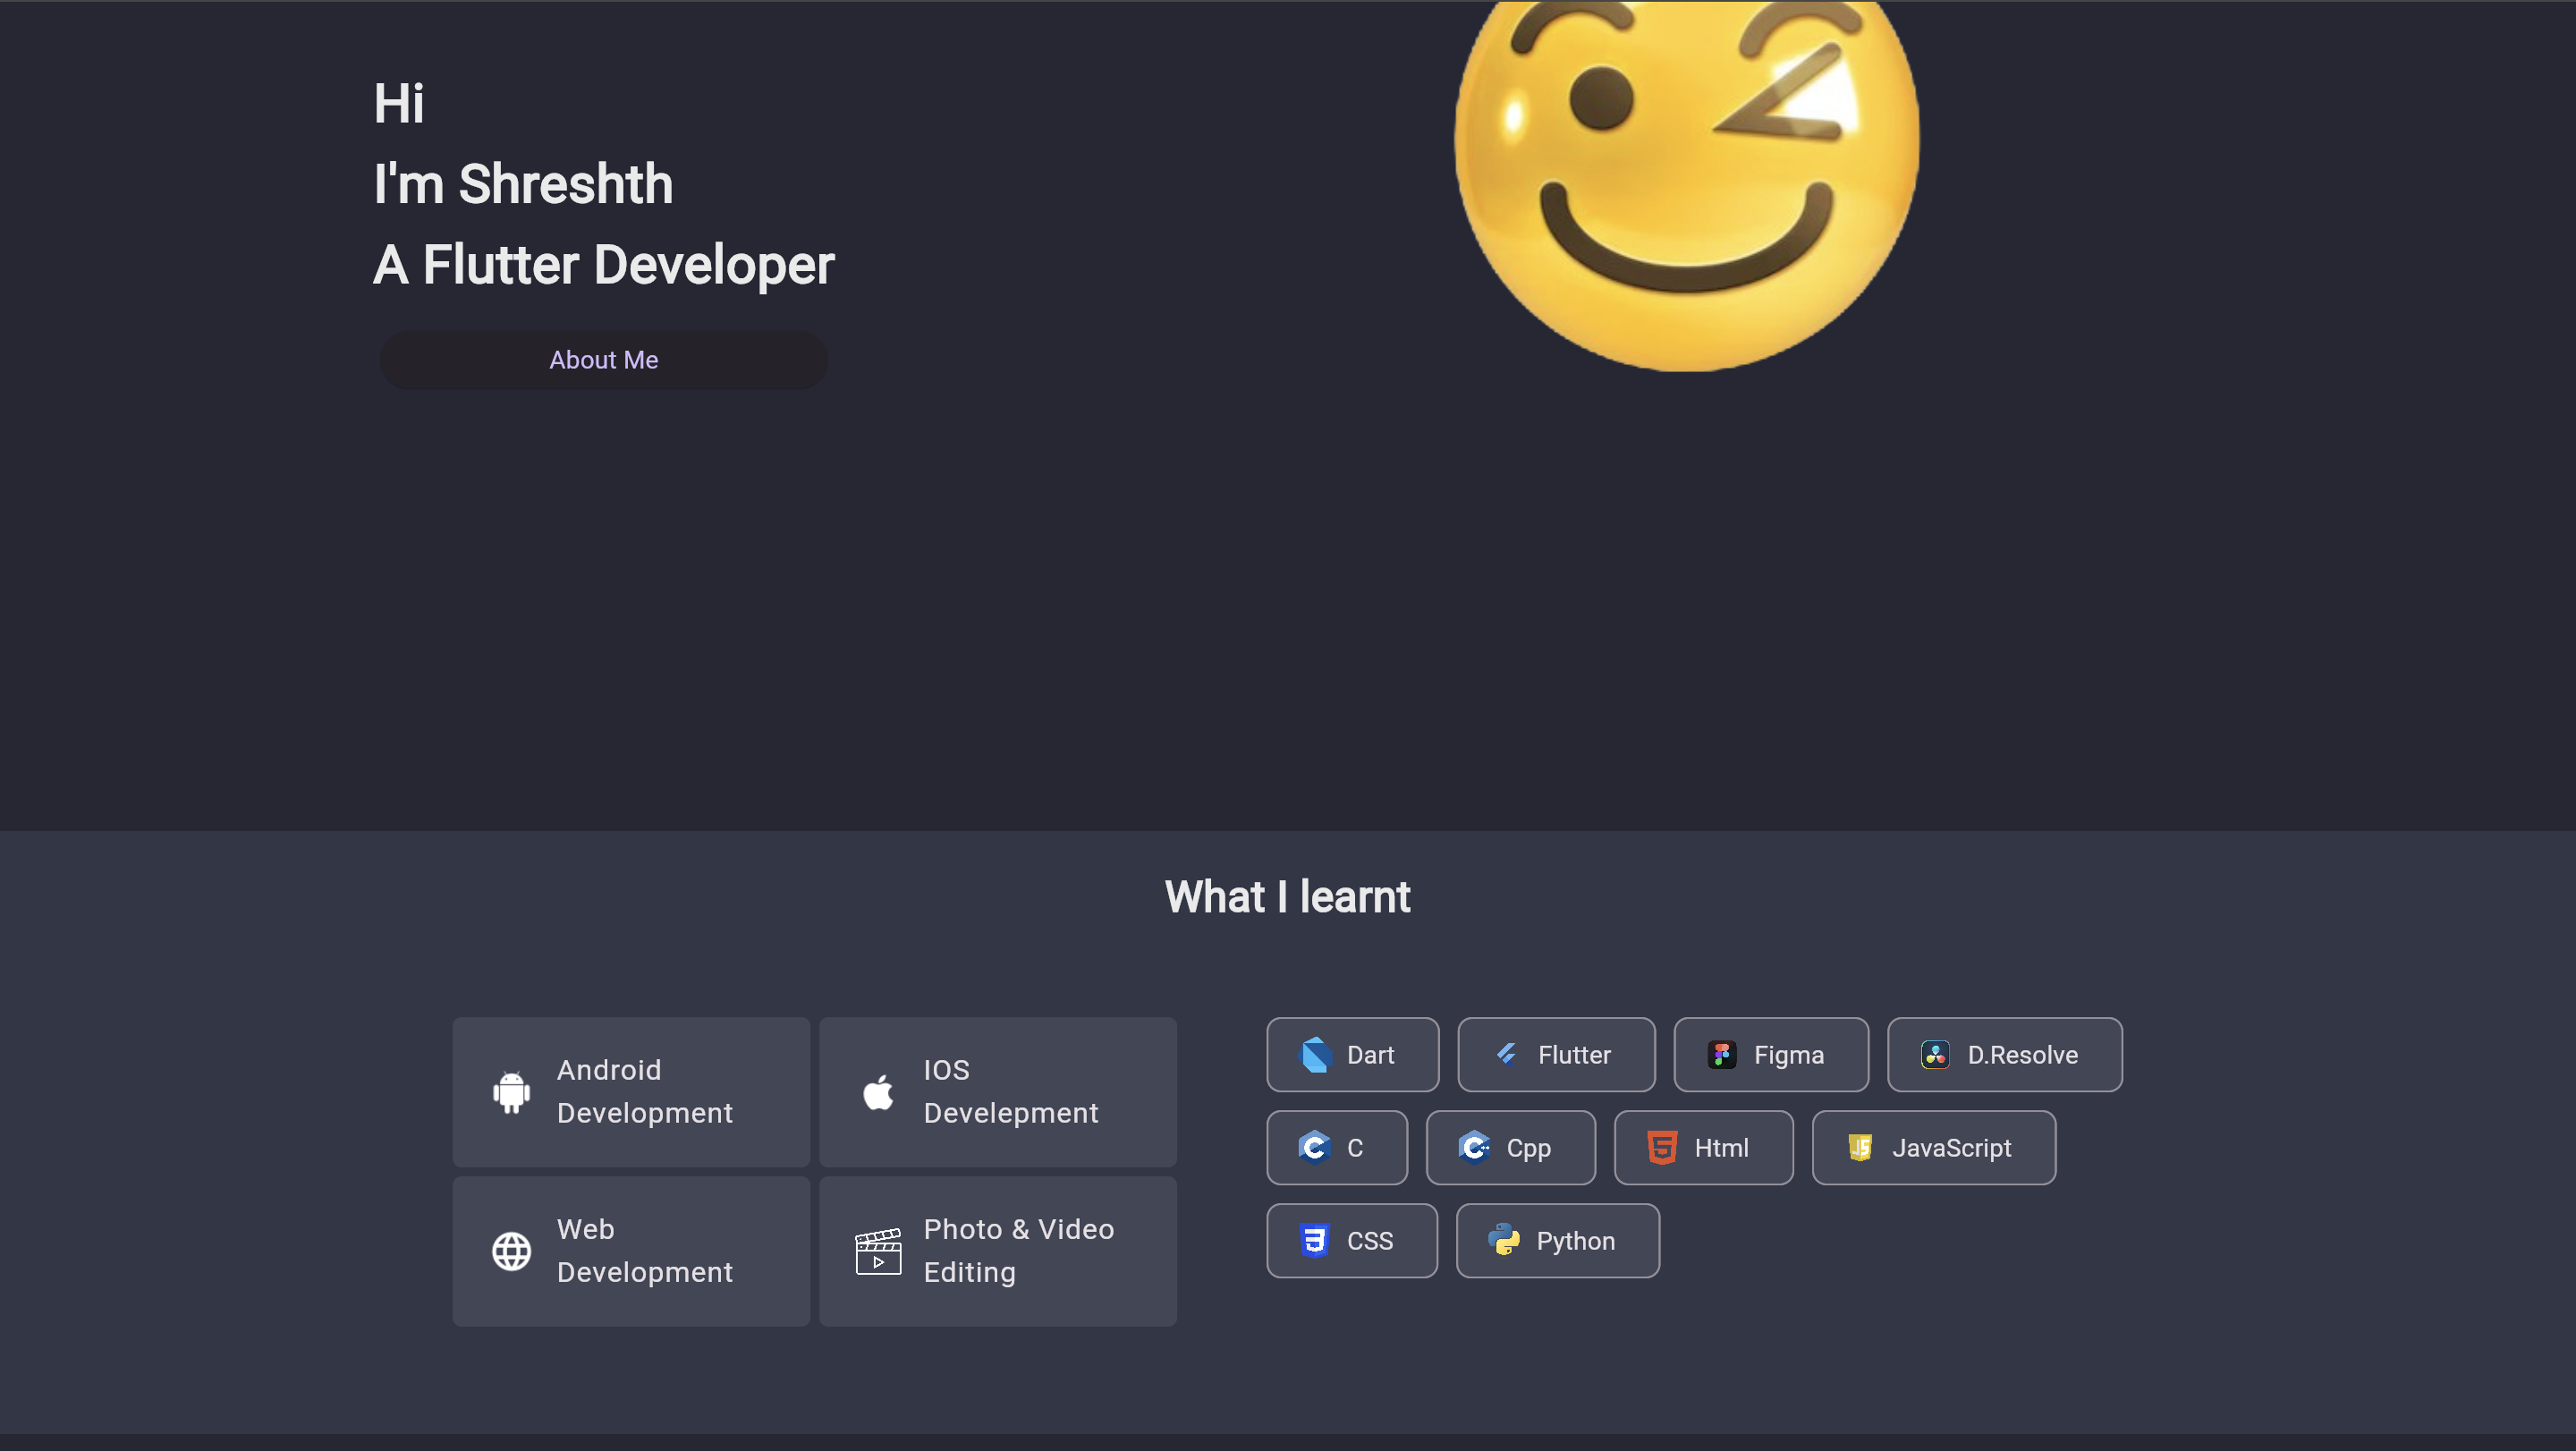 Hi
I'm Shreshth
A Flutter Developer
About Me
What I learnt
Android
Development
IOS
Develepment
Web
Development
Photo & Video
Editing
Dart
Flutter
Figma
D.Resolve
C
Cpp
Html
JS
JavaScript
CSS
Python